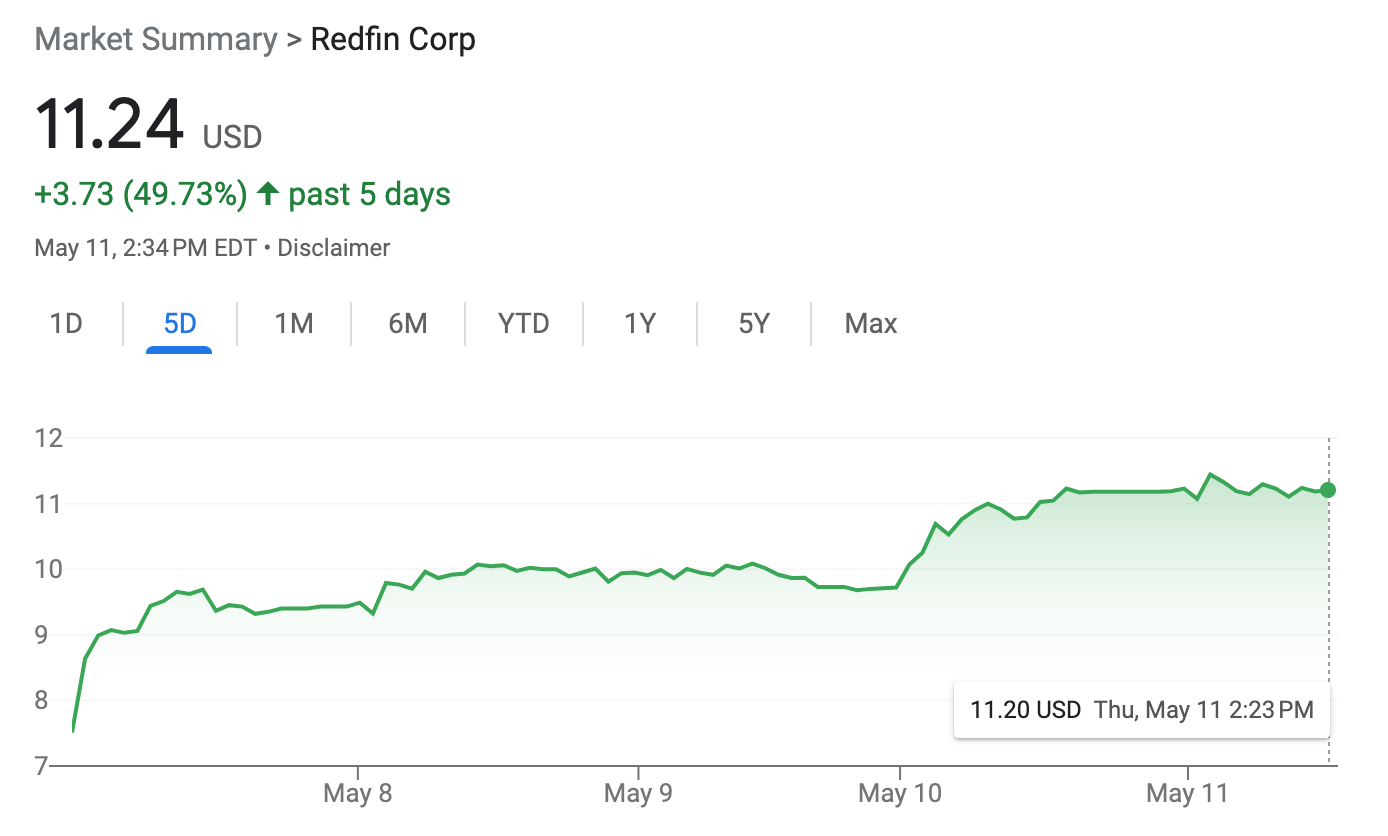 Market Summary > Redfin Corp
11.24 USD
+3.73 (49.73%) ↑ past 5 days
May 11, 2:34 PM EDT • Disclaimer
1D 5D 1M 6M YTD 1Y 5Y Max
12
11
10
9
8
11.20 USD Thu, May 11 2:23 PM
7
May 8 May 9 May 10 May 11